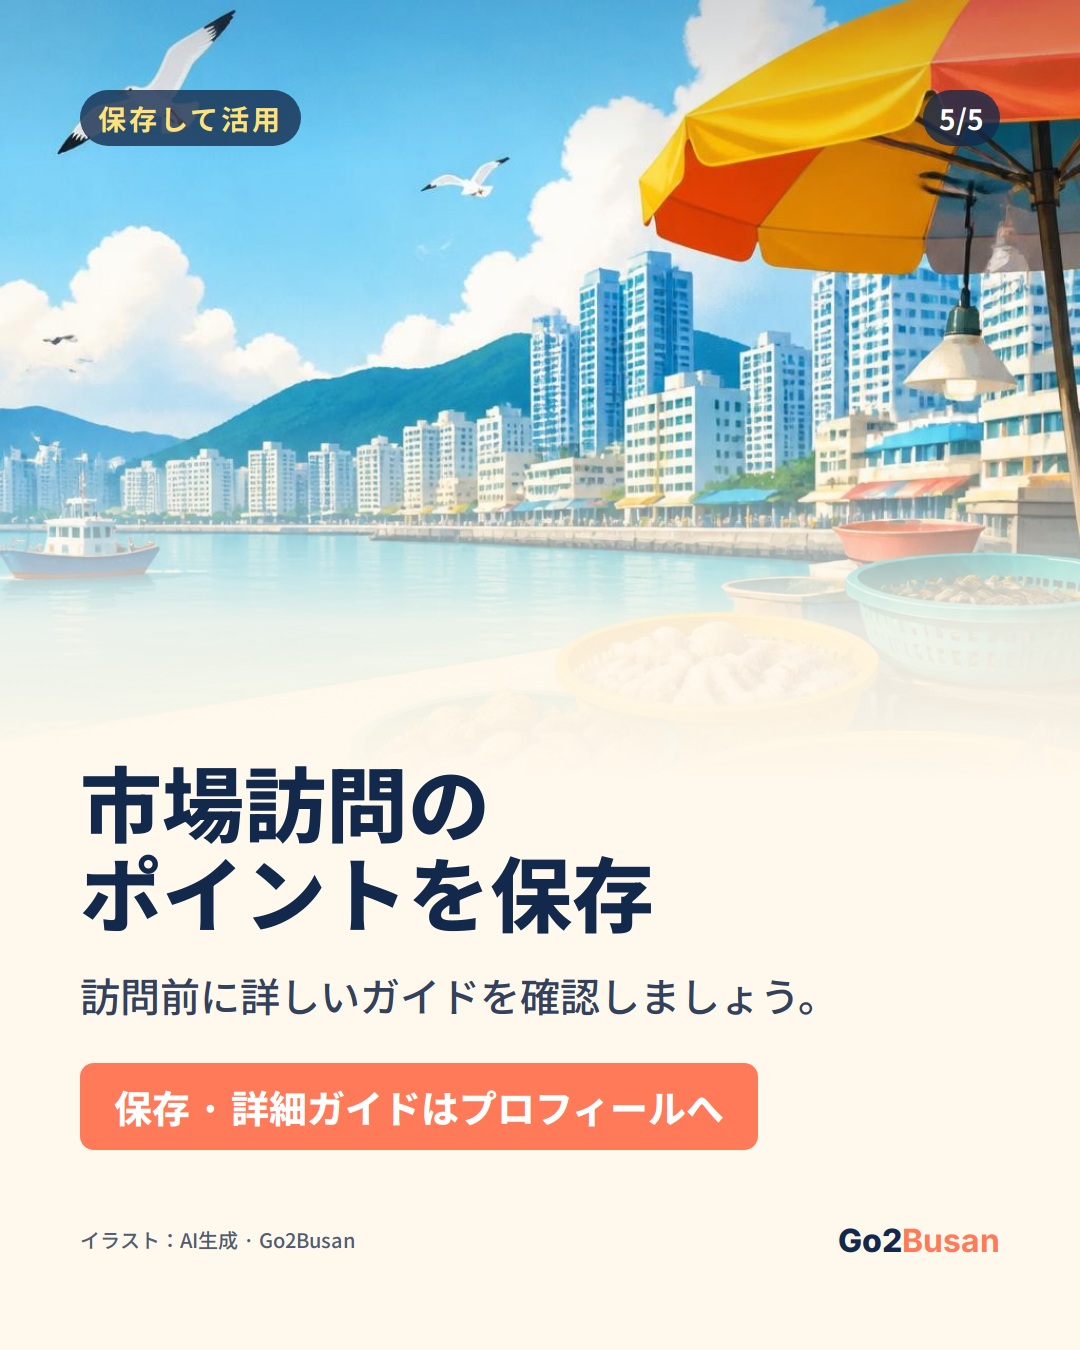 保存して活用
5/5
市場訪問の
ポイントを保存
訪問前に詳しいガイドを確認しましょう。
保存・詳細ガイドはプロフィールへ
イラスト：AI生成・Go2Busan
Go2Busan